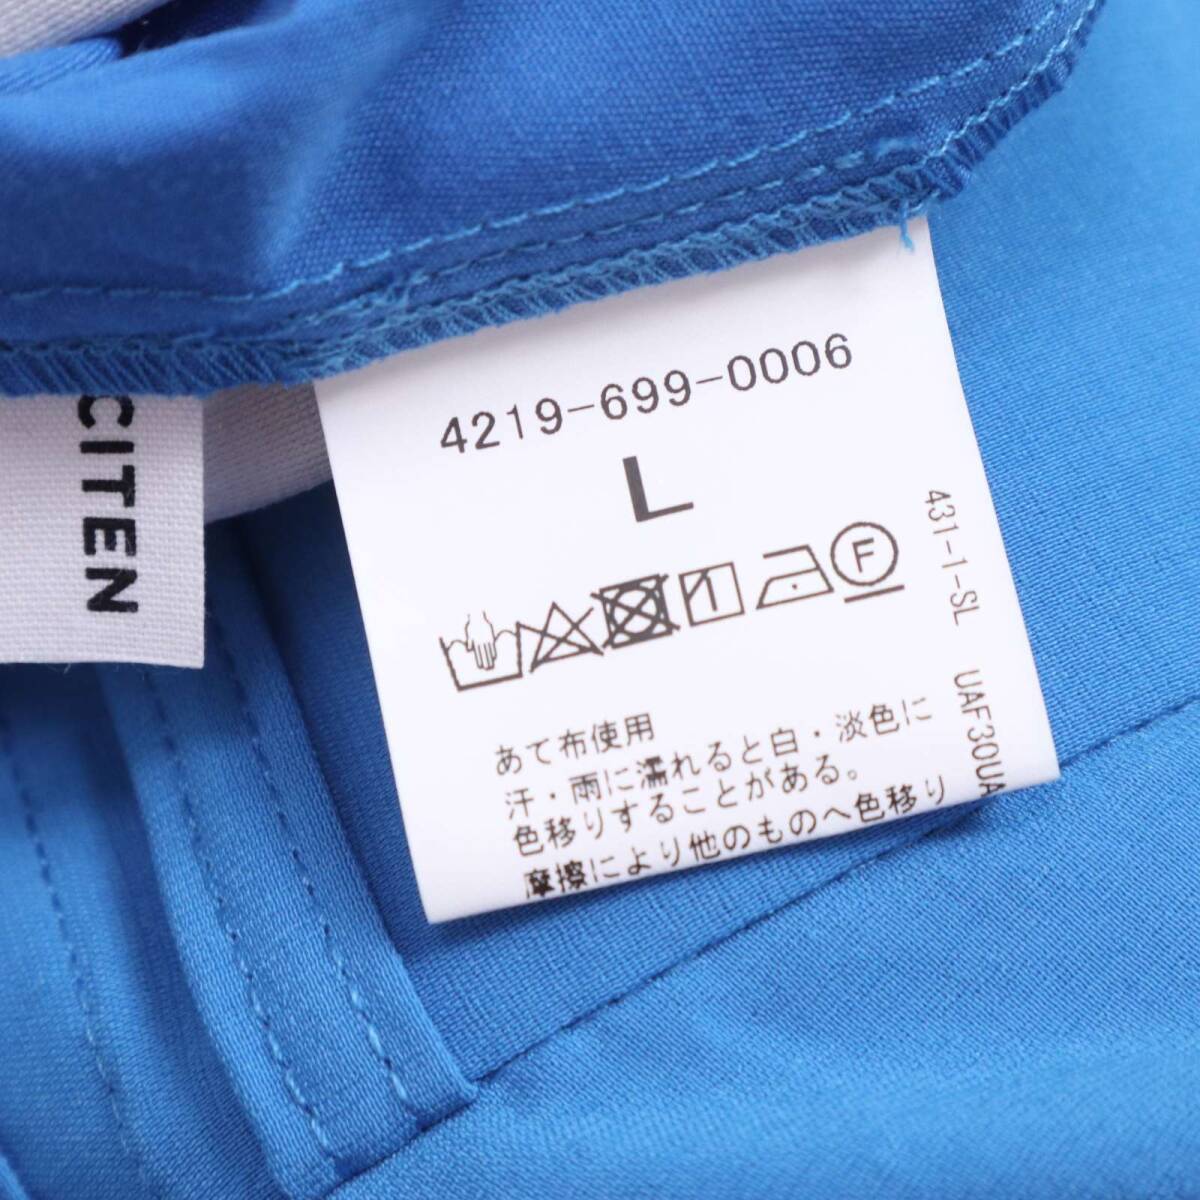 4219-699-0006
L
F
あて布使用
汗・雨に濡れると白・淡色に
色移りすることがある。
摩擦により他のものへ色移り
431-1-SL
UAF30UA
CITEN